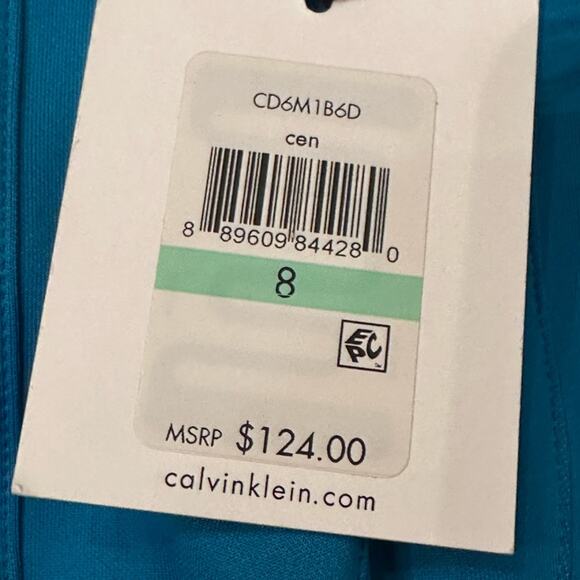 CD6M1B6D
cen
8 89609 84428 0
8
EPC
MSRP $124.00
calvinklein.com